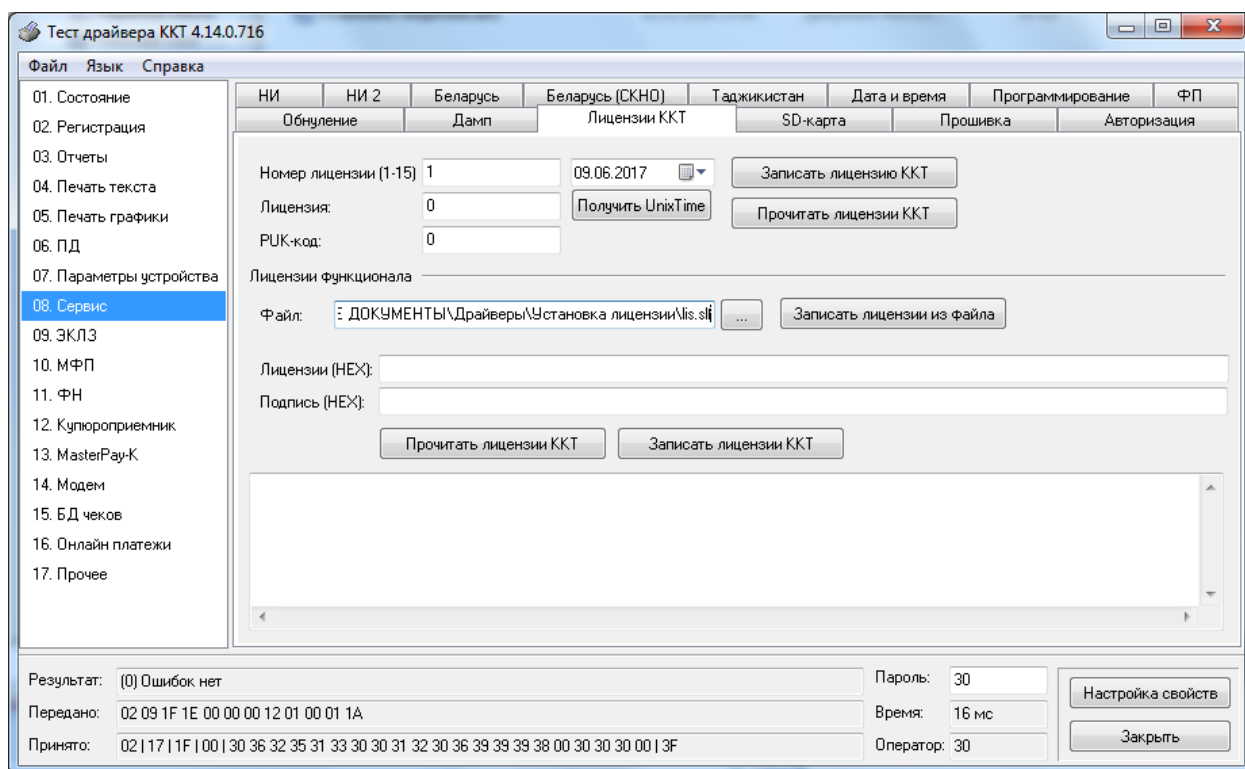 Тест драйвера ККТ 4.14.0.716
Файл Язык Справка
01. Состояние
02. Регистрация
03. Отчеты
04. Печать текста
05. Печать графики
06. ПД
07. Параметры устройства
08. Сервис
09. ЭКЛЗ
10. МФП
11. ФН
12. Купюроприемник
13. MasterPay-K
14. Модем
15. БД чеков
16. Онлайн платежи
17. Прочее
НИ НИ 2 Беларусь Беларусь (СКНО) Таджикистан Дата и время Программирование ФП
Обнуление Дамп Лицензии ККТ SD-карта Прошивка Авторизация
Номер лицензии (1-15) 1 09.06.2017 Записать лицензию ККТ
Лицензия: 0 Получить UnixTime Прочитать лицензии ККТ
PUK-код: 0
Лицензии функционала
Файл: Е ДОКУМЕНТЫ\Драйверы\Установка лицензии\lis.sli ... Записать лицензии из файла
Лицензии (HEX):
Подпись (HEX):
Прочитать лицензии ККТ Записать лицензии ККТ
Результат: (0) Ошибок нет Пароль: 30 Настройка свойств
Передано: 02 09 1F 1E 00 00 00 12 01 00 01 1A Время: 16 мс
Принято: 02 | 17 | 1F | 00 | 30 36 32 35 31 33 30 30 31 32 30 36 39 39 39 38 00 30 30 30 00 | 3F Оператор: 30 Закрыть